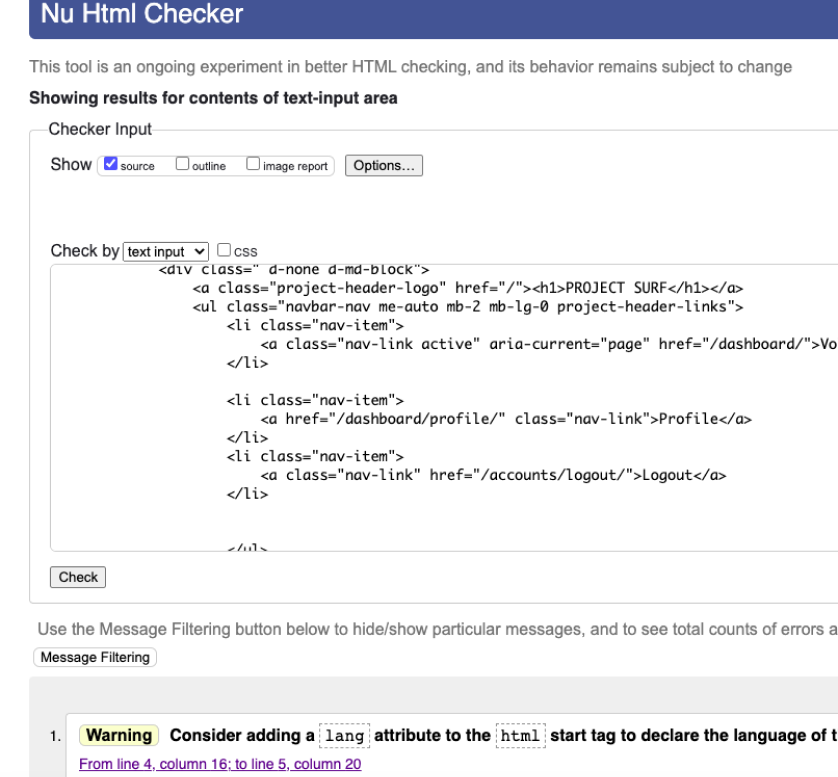 Nu Html Checker
This tool is an ongoing experiment in better HTML checking, and its behavior remains subject to change
Showing results for contents of text-input area
Checker Input
Show source outline image report Options...
Check by text input css
<div class=" d-none d-md-block">
<a class="project-header-logo" href="/"><h1>PROJECT SURF</h1></a>
<ul class="navbar-nav me-auto mb-2 mb-lg-0 project-header-links">
<li class="nav-item">
<a class="nav-link active" aria-current="page" href="/dashboard/">Vo
</li>
<li class="nav-item">
<a href="/dashboard/profile/" class="nav-link">Profile</a>
</li>
<li class="nav-item">
<a class="nav-link" href="/accounts/logout/">Logout</a>
</li>
</ul>
Check
Use the Message Filtering button below to hide/show particular messages, and to see total counts of errors a
Message Filtering
1. Warning Consider adding a lang attribute to the html start tag to declare the language of t
From line 4, column 16; to line 5, column 20